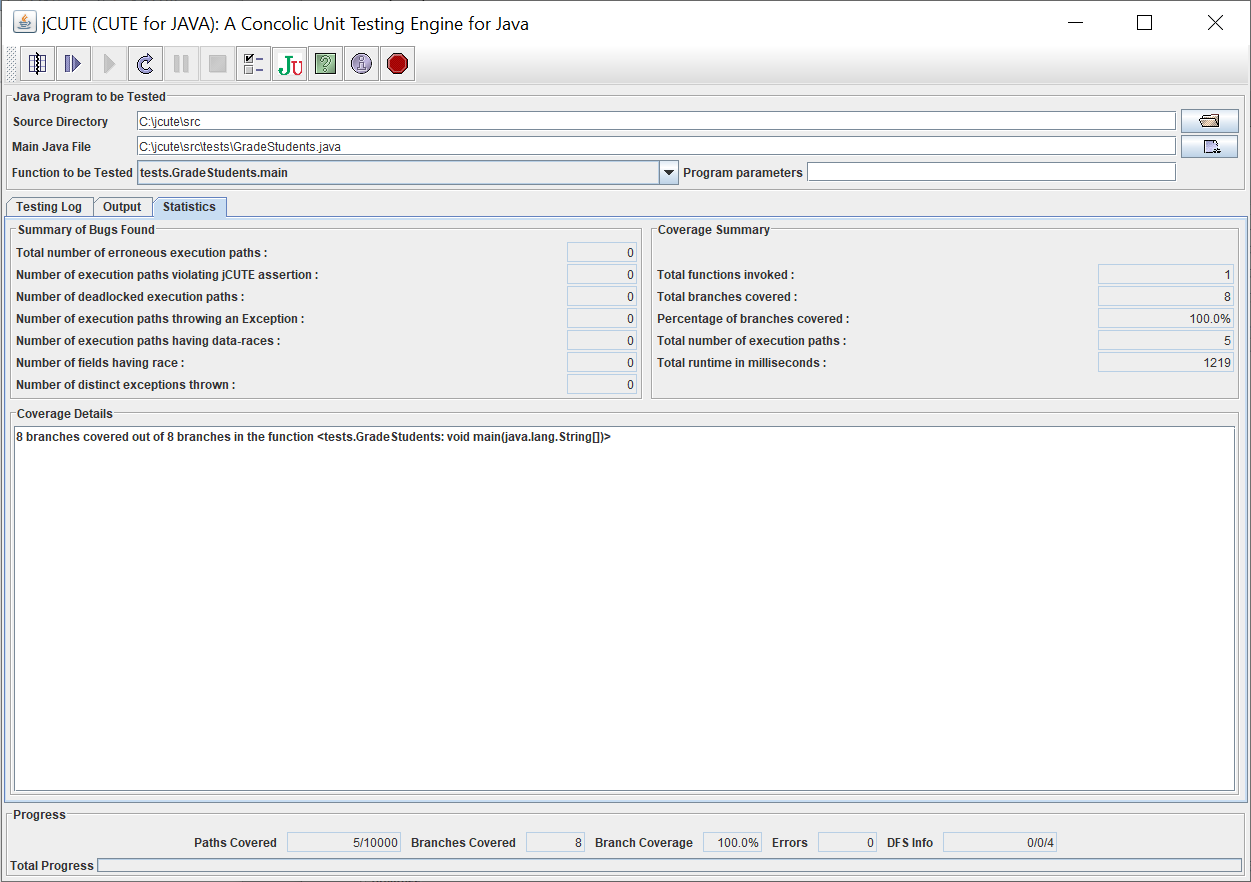 jCUTE (CUTE for JAVA): A Concolic Unit Testing Engine for Java
JU ? i
Java Program to be Tested
Source Directory C:\jcute\src
Main Java File C:\jcute\src\tests\GradeStudents.java
Function to be Tested tests.GradeStudents.main Program parameters
Testing Log Output Statistics
Summary of Bugs Found
Total number of erroneous execution paths : 0
Number of execution paths violating jCUTE assertion : 0
Number of deadlocked execution paths : 0
Number of execution paths throwing an Exception : 0
Number of execution paths having data-races : 0
Number of fields having race : 0
Number of distinct exceptions thrown : 0
Coverage Summary
Total functions invoked : 1
Total branches covered : 8
Percentage of branches covered : 100.0%
Total number of execution paths : 5
Total runtime in milliseconds : 1219
Coverage Details
8 branches covered out of 8 branches in the function <tests.GradeStudents: void main(java.lang.String[])>
Progress
Paths Covered 5/10000 Branches Covered 8 Branch Coverage 100.0% Errors 0 DFS Info 0/0/4
Total Progress